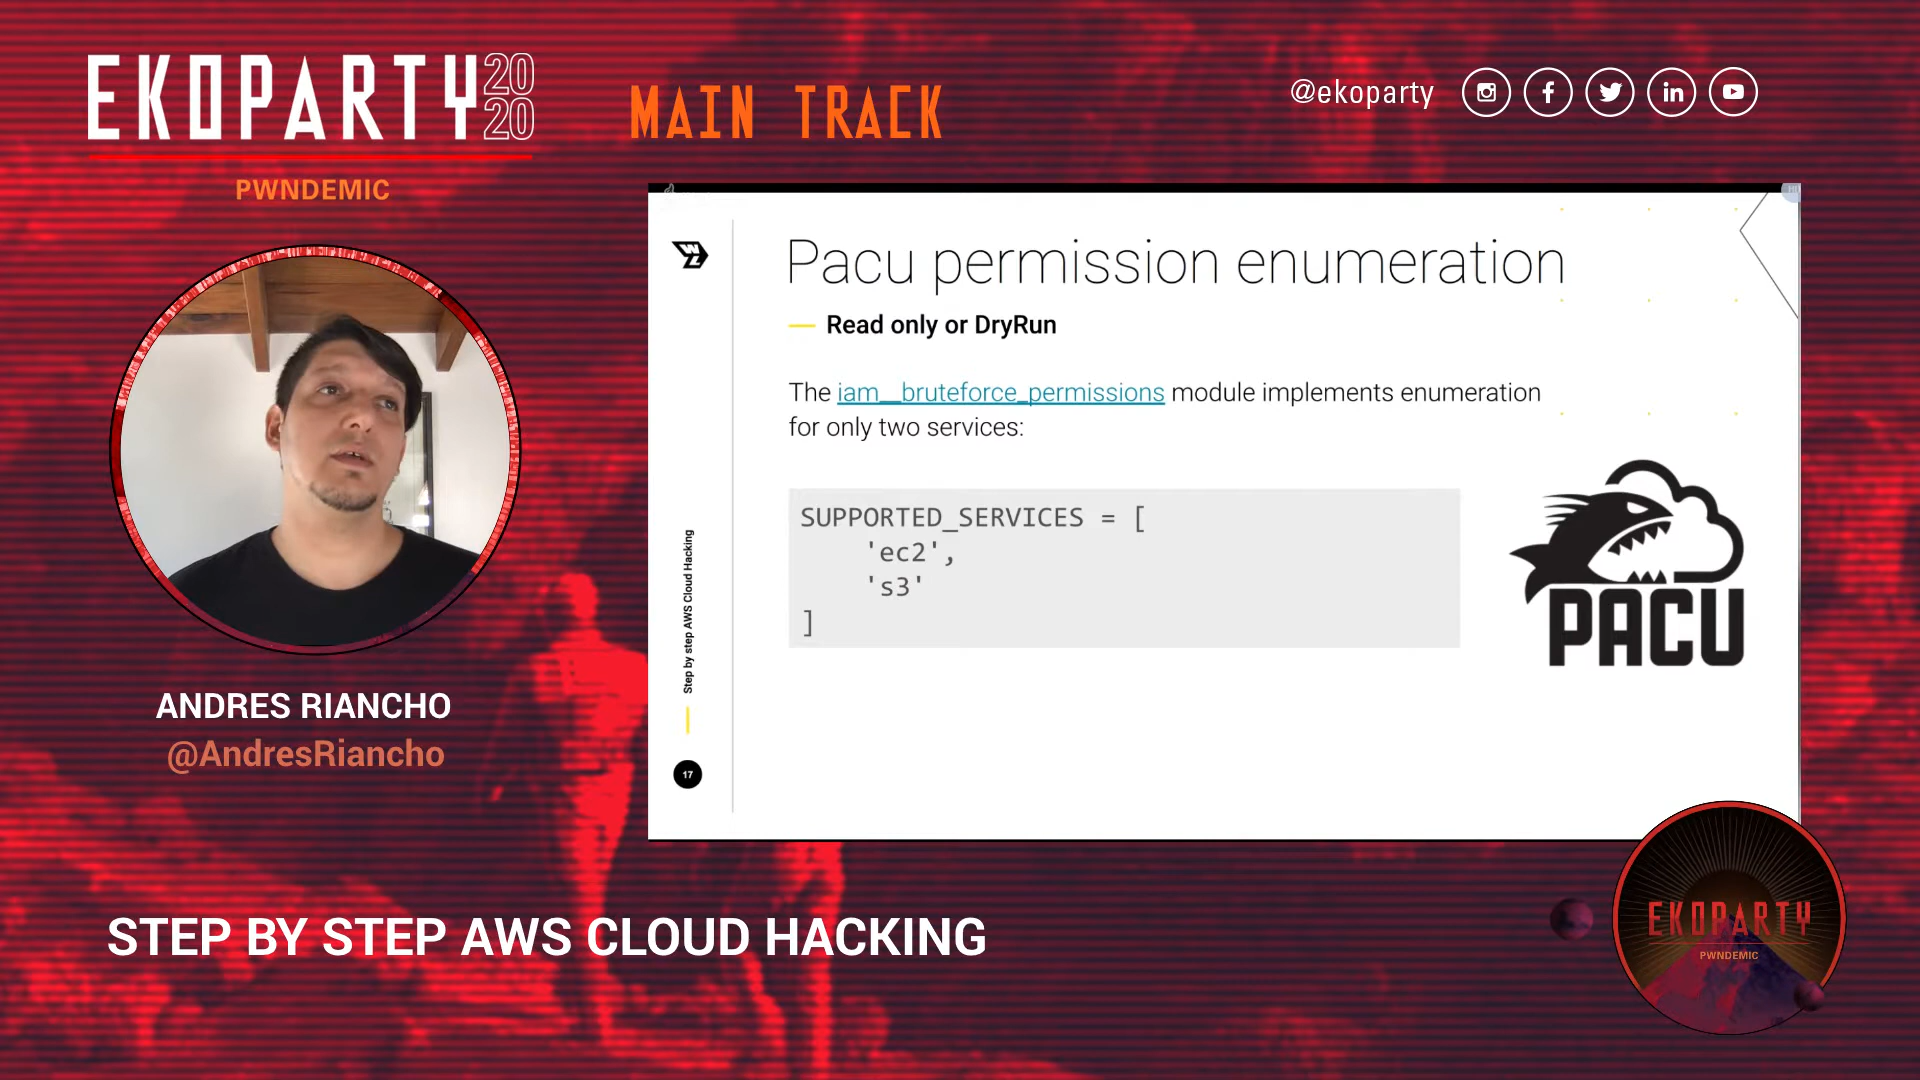 EKOPARTY
20
20
PWNDEMIC
MAIN TRACK
@ekoparty
ANDRES RIANCHO
@AndresRiancho
Pacu permission enumeration
Read only or DryRun
The iam__bruteforce_permissions module implements enumeration
for only two services:
SUPPORTED_SERVICES = [
'ec2',
's3'
]
PACU
Step by step AWS Cloud Hacking
17
STEP BY STEP AWS CLOUD HACKING
EKOPARTY
PWNDEMIC